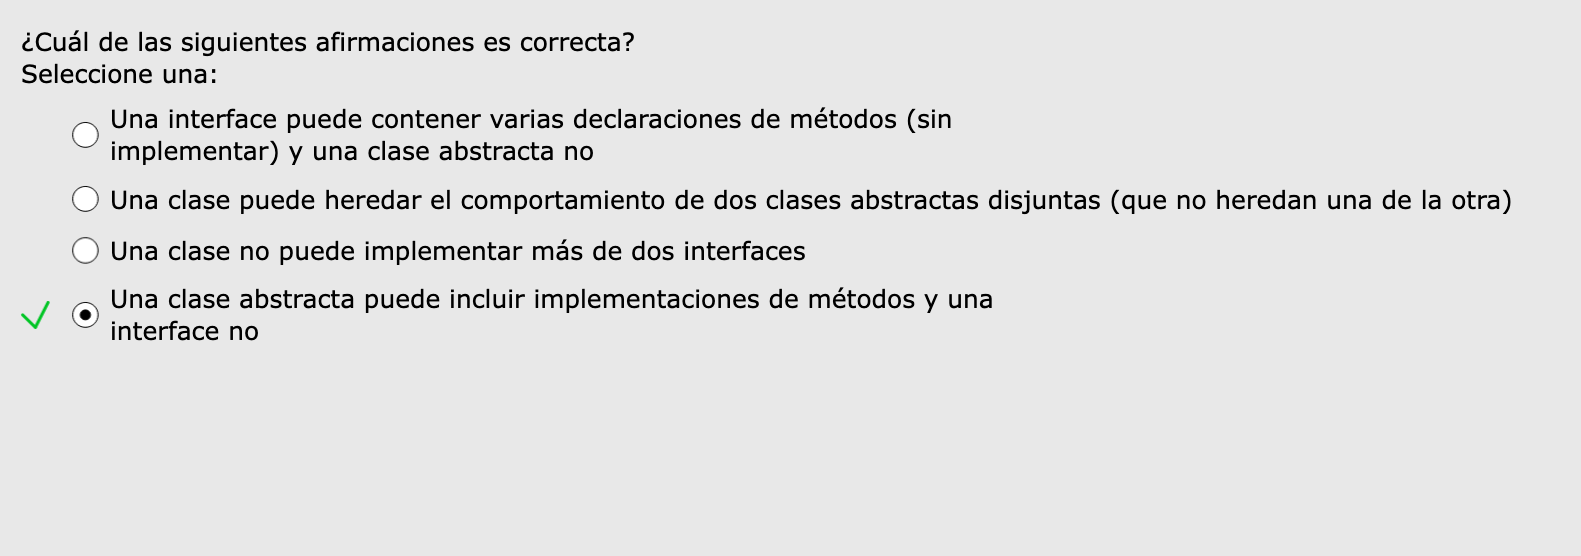 ¿Cuál de las siguientes afirmaciones es correcta?
Seleccione una:
Una interface puede contener varias declaraciones de métodos (sin
implementar) y una clase abstracta no
Una clase puede heredar el comportamiento de dos clases abstractas disjuntas (que no heredan una de la otra)
Una clase no puede implementar más de dos interfaces
Una clase abstracta puede incluir implementaciones de métodos y una
interface no